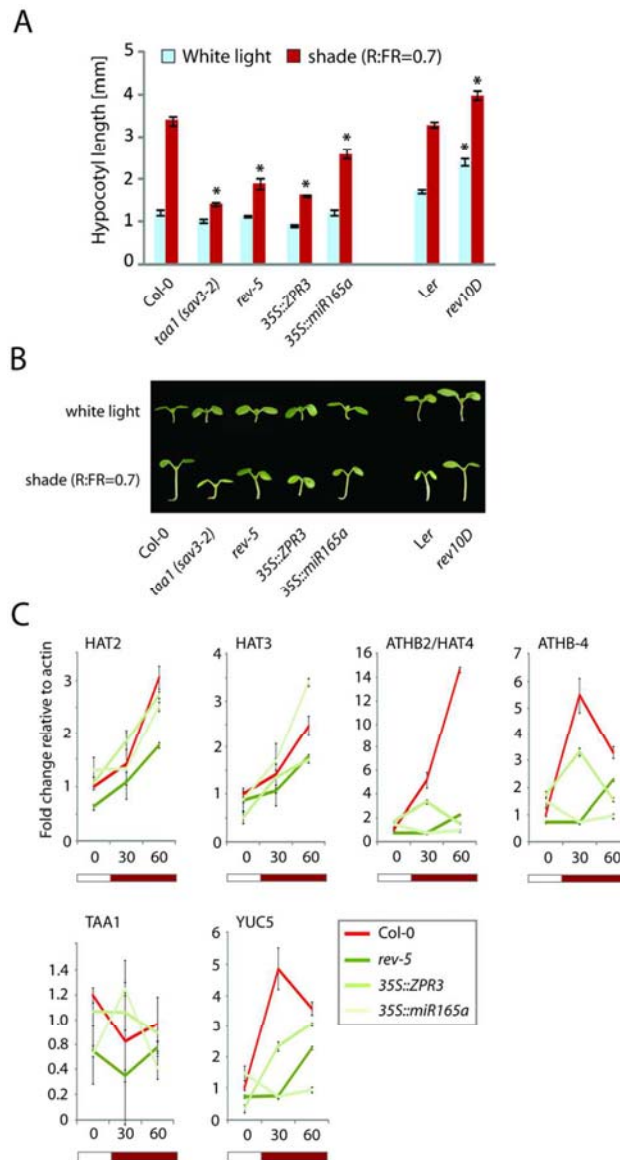 A
White light shade (R:FR=0.7)
Hypocotyl length [mm]
5
4
3
2
1
0
Col-0
taa1 (sav3-2)
rev-5
35S::ZPR3
35S::miR165a
Ler
rev10D
* * * * * *
B
white light
shade (R:FR=0.7)
Col-0
taa1 (sav3-2)
rev-5
35S::ZPR3
35S::miR165a
Ler
rev10D
C
Fold change relative to actin
HAT2
3
2
1
0
0 30 60
HAT3
4
3
2
1
0
0 30 60
ATHB2/HAT4
16
14
12
10
8
6
4
2
0
0 30 60
ATHB-4
7
6
5
4
3
2
1
0
0 30 60
TAA1
1.4
1.2
1.2
0.8
0.4
0.2
0
0 30 60
YUC5
6
5
4
3
2
1
0
0 30 60
Col-0
rev-5
35S::ZPR3
35S::miR165a